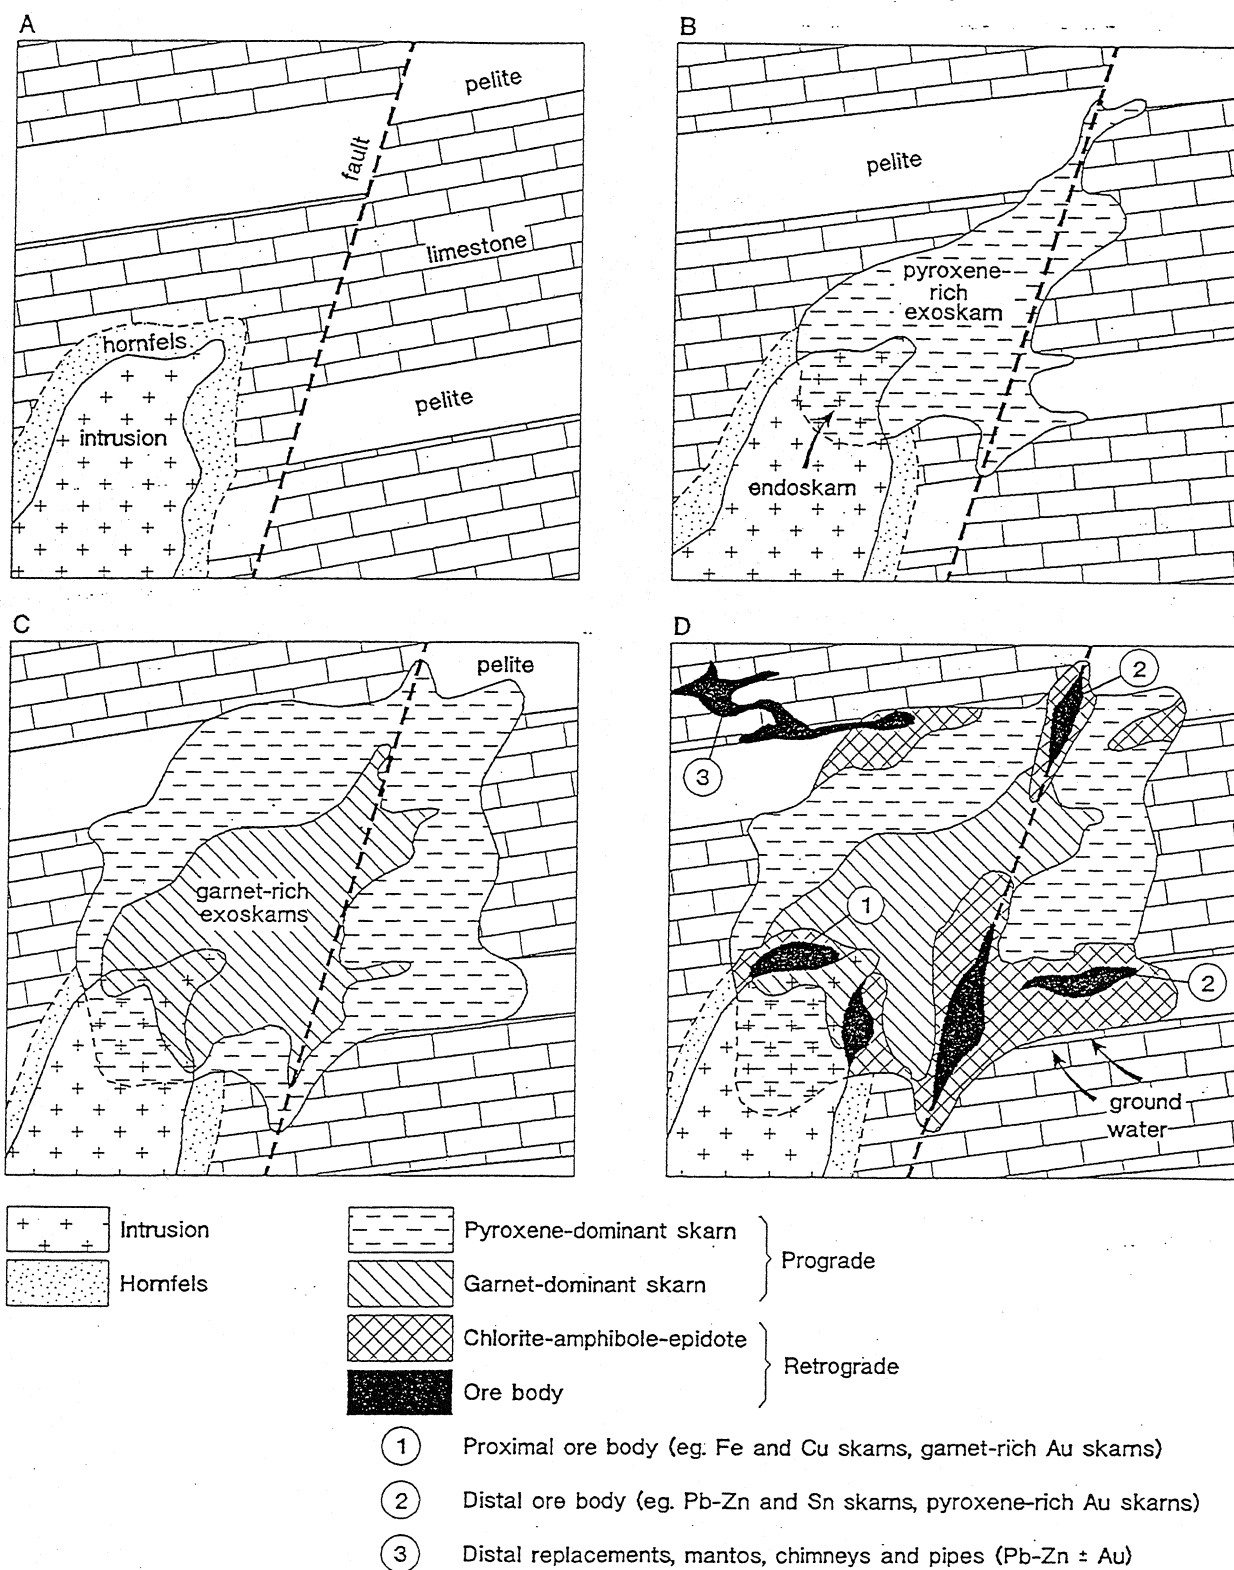 A
pelite
fault
limestone
hornfels
pelite
intrusion
B
pelite
pyroxene-
rich
exoskarn
endoskarn
C
pelite
garnet-rich
exoskarns
D
2
3
1
2
ground
water
Intrusion
Hornfels
Pyroxene-dominant skarn
Garnet-dominant skarn
Prograde
Chlorite-amphibole-epidote
Ore body
Retrograde
1 Proximal ore body (eg. Fe and Cu skarns, garnet-rich Au skarns)
2 Distal ore body (eg. Pb-Zn and Sn skarns, pyroxene-rich Au skarns)
3 Distal replacements, mantos, chimneys and pipes (Pb-Zn ± Au)